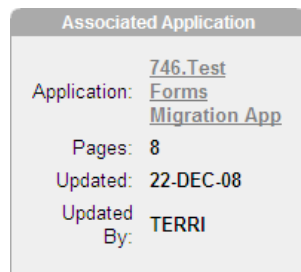 Associated Application
746.Test
Application: Forms
Migration App
Pages: 8
Updated: 22-DEC-08
Updated
By: TERRI